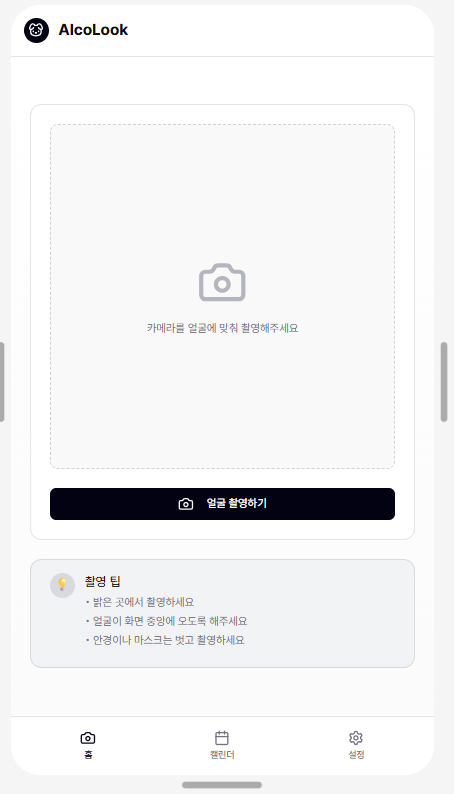 AlcoLook
카메라를 얼굴에 맞춰 촬영해주세요
얼굴 촬영하기
촬영 팁
• 밝은 곳에서 촬영하세요
• 얼굴이 화면 중앙에 오도록 해주세요
• 안경이나 마스크는 벗고 촬영하세요
홈
캘린더
설정